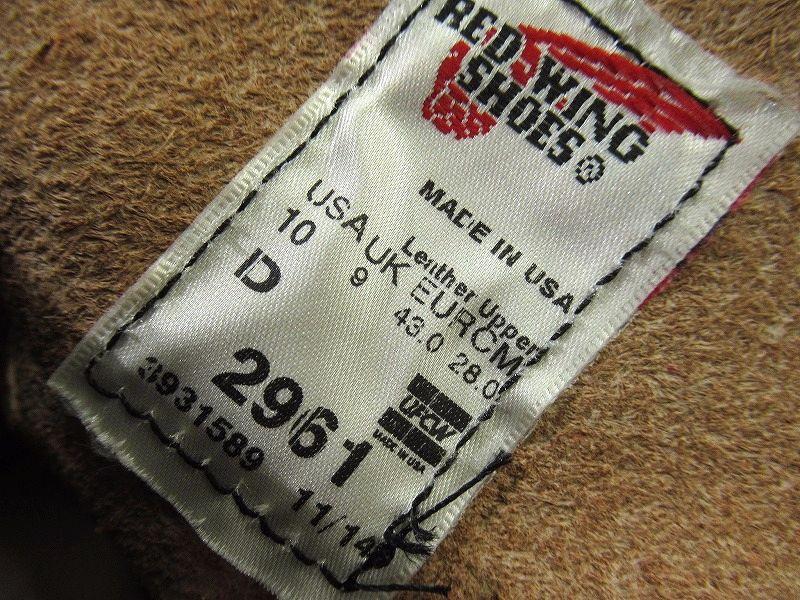 RED WING
SHOES®
MADE IN USA
Leather Upper
USA UK EUR CM
10 9 43.0 28.0
D
2961
UFCW
MADE IN USA
3931589 11/14